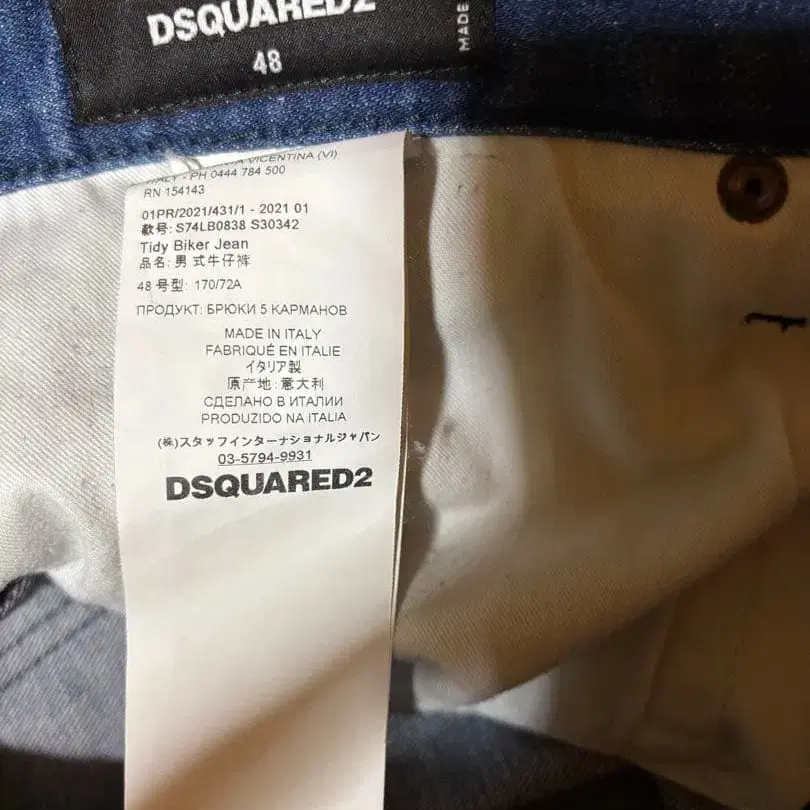 DSQUARED2
48
MADE
VICENTINA (VI)
ITALY - PH 0444 784 500
RN 154143
01PR/2021/431/1 - 2021 01
款号: S74LB0838 S30342
Tidy Biker Jean
品名: 男 式牛仔裤
48 号型: 170/72A
ПРОДУКТ: БРЮКИ 5 КАРМАНОВ
MADE IN ITALY
FABRIQUÉ EN ITALIE
イタリア製
原产地:意大利
СДЕЛАНО В ИТАЛИИ
PRODUZIDO NA ITALIA
(株)スタッフインターナショナルジャパン
03-5794-9931
DSQUARED2